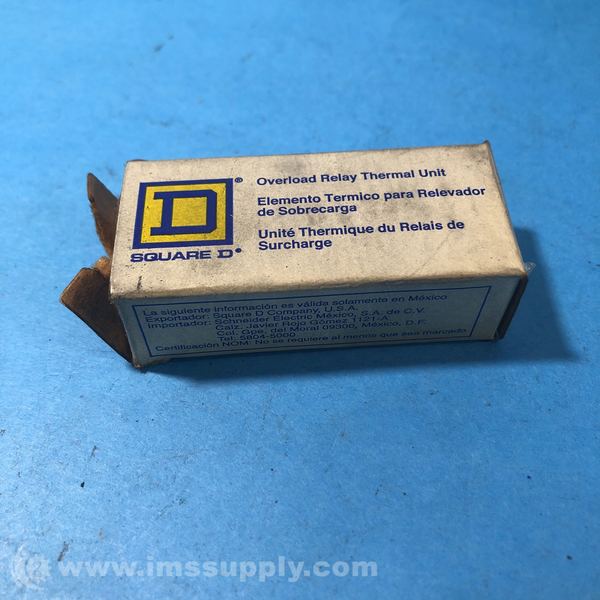 D®
SQUARE D®
Overload Relay Thermal Unit
Elemento Termico para Relevador
de Sobrecarga
Unité Thermique du Relais de
Surcharge
La siguiente información es válida solamente en México
Exportador: Square D Company, U.S.A.
Importador: Schneider Electric México, S.A. de C.V.
Calz. Javier Rojo Gómez 1121-A
Col. Gpe. del Moral 09300, México, D.F.
Tel. 5804-5000
Certificación NOM: No se requiere al menos que sea marcado.
www.imssupply.com